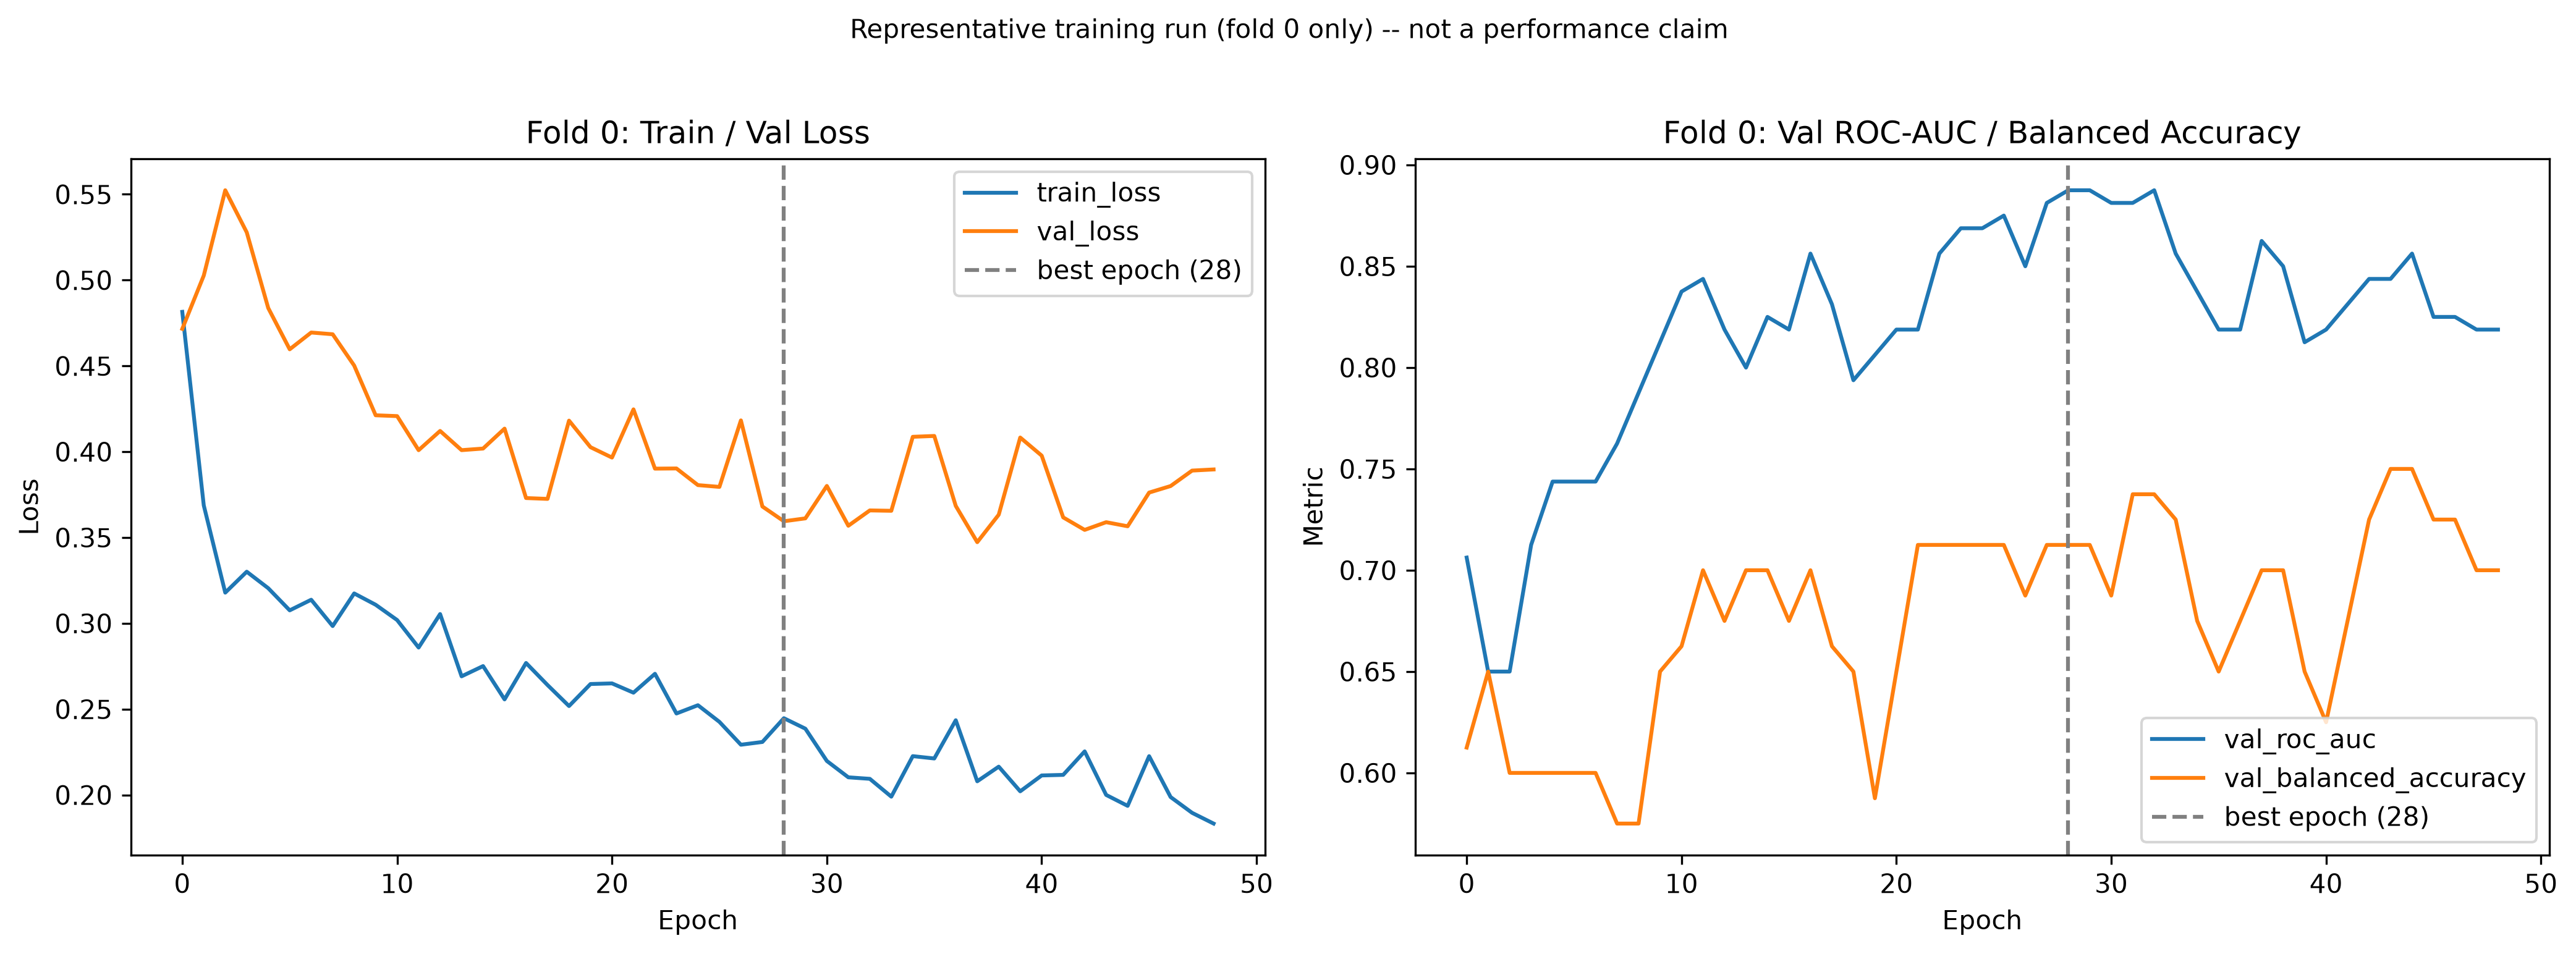 Representative training run (fold 0 only) -- not a performance claim
Fold 0: Train / Val Loss
0.55
0.50
0.45
0.40
0.35
0.30
0.25
0.20
Loss
train_loss
val_loss
best epoch (28)
0 10 20 30 40 50
Epoch
Fold 0: Val ROC-AUC / Balanced Accuracy
0.90
0.85
0.80
0.75
0.70
0.65
0.60
Metric
val_roc_auc
val_balanced_accuracy
best epoch (28)
0 10 20 30 40 50
Epoch